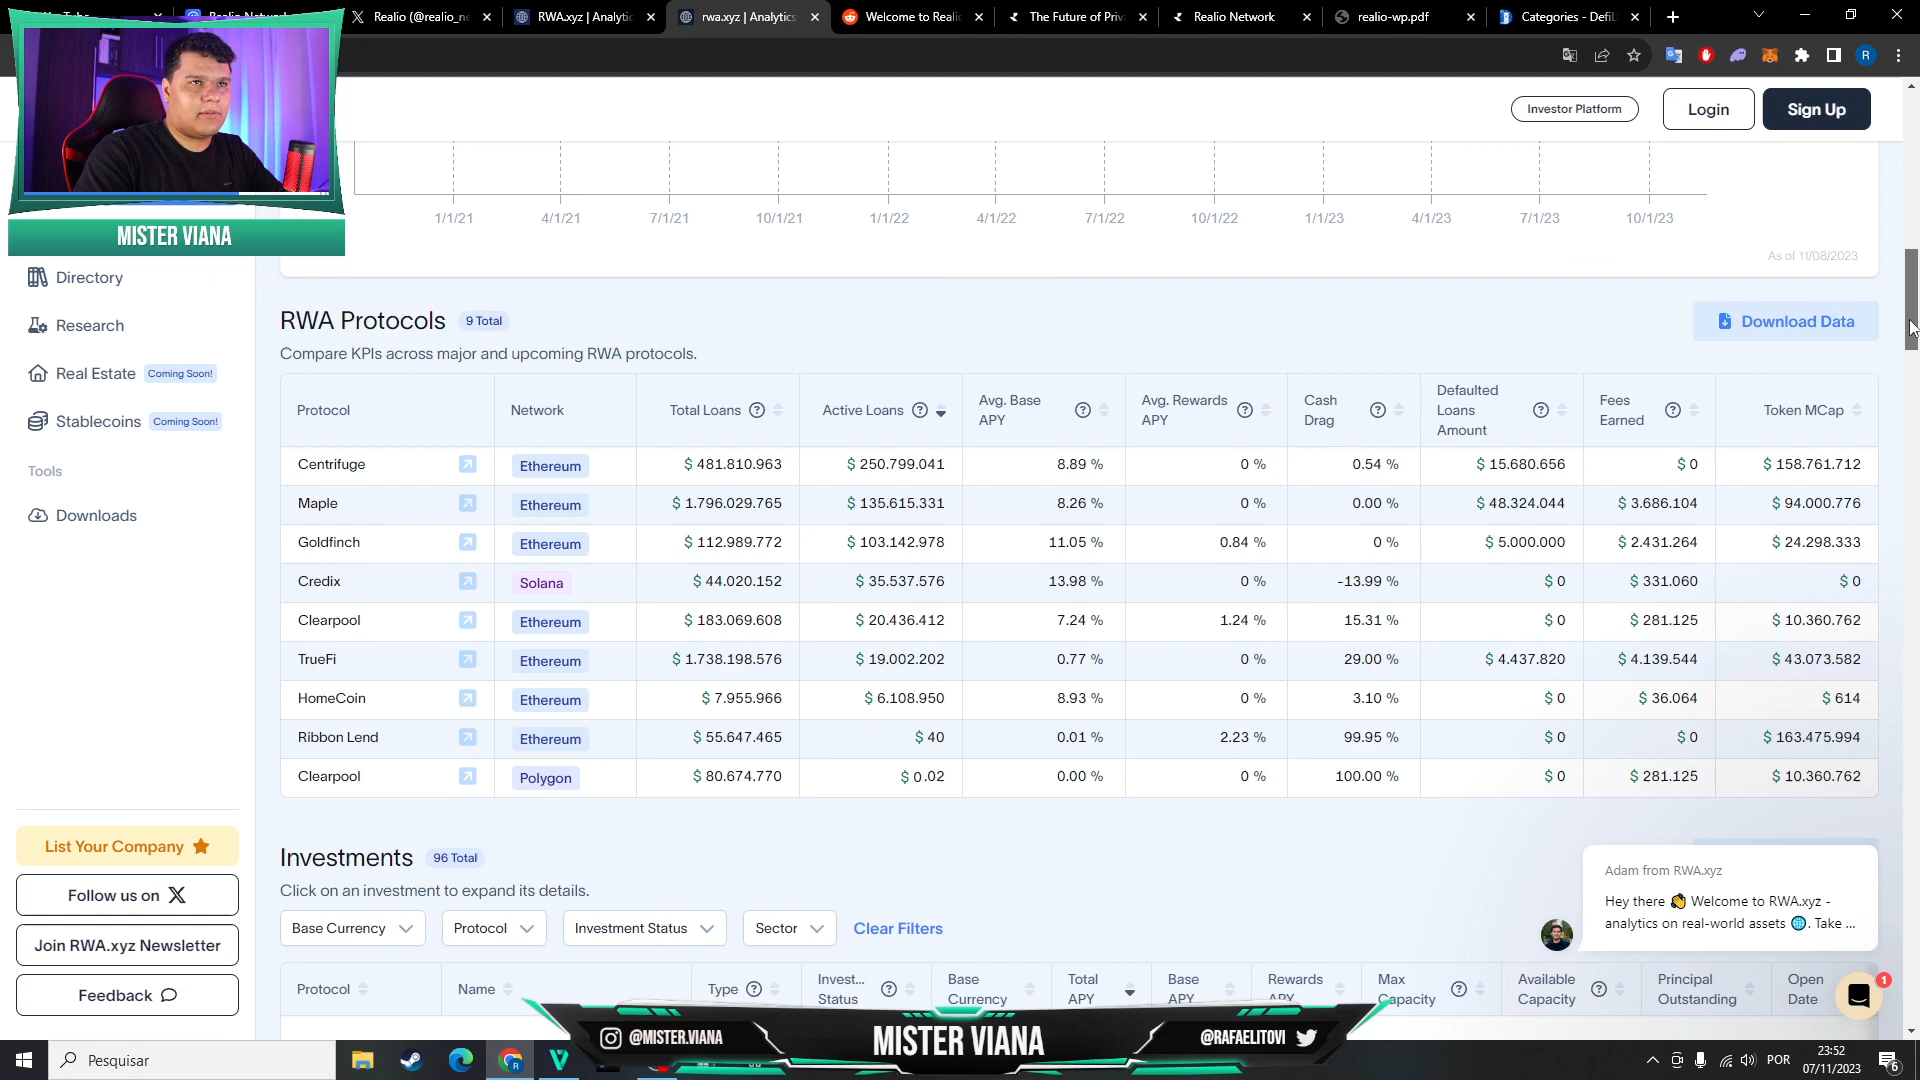 Realio (@realio_ne
RWA.xyz | Analytic
rwa.xyz | Analytics
Welcome to Realio
The Future of Priv
Realio Network
realio-wp.pdf
Categories - DefiL
R
Investor Platform
Login
Sign Up
MISTER VIANA
1/1/21 4/1/21 7/1/21 10/1/21 1/1/22 4/1/22 7/1/22 10/1/22 1/1/23 4/1/23 7/1/23 10/1/23
As of 11/08/2023
Directory
Research
Real Estate Coming Soon!
Stablecoins Coming Soon!
Tools
Downloads
List Your Company
Follow us on X
Join RWA.xyz Newsletter
Feedback
RWA Protocols 9 Total
Download Data
Compare KPIs across major and upcoming RWA protocols.
Protocol Network Total Loans Active Loans Avg. Base APY Avg. Rewards APY Cash Drag Defaulted Loans Amount Fees Earned Token MCap
Centrifuge Ethereum $ 481.810.963 $ 250.799.041 8.89 % 0 % 0.54 % $ 15.680.656 $ 0 $ 158.761.712
Maple Ethereum $ 1.796.029.765 $ 135.615.331 8.26 % 0 % 0.00 % $ 48.324.044 $ 3.686.104 $ 94.000.776
Goldfinch Ethereum $ 112.989.772 $ 103.142.978 11.05 % 0.84 % 0 % $ 5.000.000 $ 2.431.264 $ 24.298.333
Credix Solana $ 44.020.152 $ 35.537.576 13.98 % 0 % -13.99 % $ 0 $ 331.060 $ 0
Clearpool Ethereum $ 183.069.608 $ 20.436.412 7.24 % 1.24 % 15.31 % $ 0 $ 281.125 $ 10.360.762
TrueFi Ethereum $ 1.738.198.576 $ 19.002.202 0.77 % 0 % 29.00 % $ 4.437.820 $ 4.139.544 $ 43.073.582
HomeCoin Ethereum $ 7.955.966 $ 6.108.950 8.93 % 0 % 3.10 % $ 0 $ 36.064 $ 614
Ribbon Lend Ethereum $ 55.647.465 $ 40 0.01 % 2.23 % 99.95 % $ 0 $ 0 $ 163.475.994
Clearpool Polygon $ 80.674.770 $ 0.02 0.00 % 0 % 100.00 % $ 0 $ 281.125 $ 10.360.762
Investments 96 Total
Click on an investment to expand its details.
Base Currency Protocol Investment Status Sector Clear Filters
Protocol Name Type Invest... Status Base Currency Total APY Base APY Rewards APY Max Capacity Available Capacity Principal Outstanding Open Date
Adam from RWA.xyz
Hey there 👋 Welcome to RWA.xyz -
analytics on real-world assets 🌐. Take ...
1
@MISTER.VIANA
MISTER VIANA
@RAFAELITOVI
Pesquisar
POR
23:52
07/11/2023
6